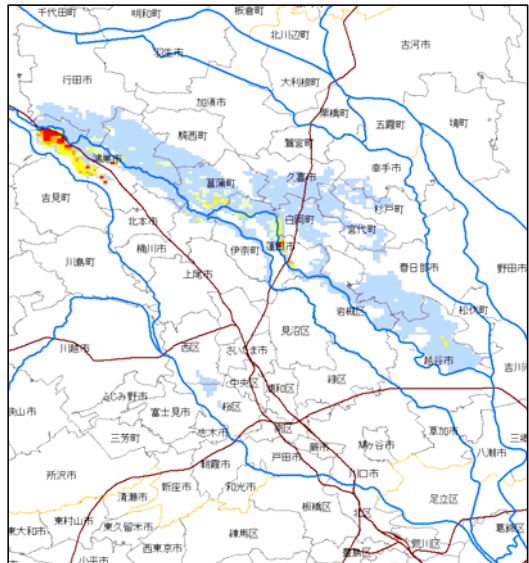 千代田町
明和町
板倉町
北川辺町
古河市
羽生市
行田市
大利根町
加須市
栗橋町
五霞町
境町
騎西町
鷲宮町
鴻巣市
幸手市
久喜市
菖蒲町
吉見町
杉戸町
北本市
白岡町
宮代町
桶川市
伊奈町
蓮田市
川島町
上尾市
春日部市
野田市
岩槻区
松伏町
見沼区
川越市
西区
さいたま市
越谷市
吉川市
中央区
浦和区
緑区
ふじみ野市
狭山市
富士見市
桜区
三芳町
志木市
南区
蕨市
鳩ヶ谷市
草加市
八潮市
戸田市
朝霞市
川口市
所沢市
新座市
和光市
清瀬市
板橋区
足立区
東村山市
東久留米市
北区
東大和市
練馬区
葛飾区
西東京市
荒川区
小平市
豊島区